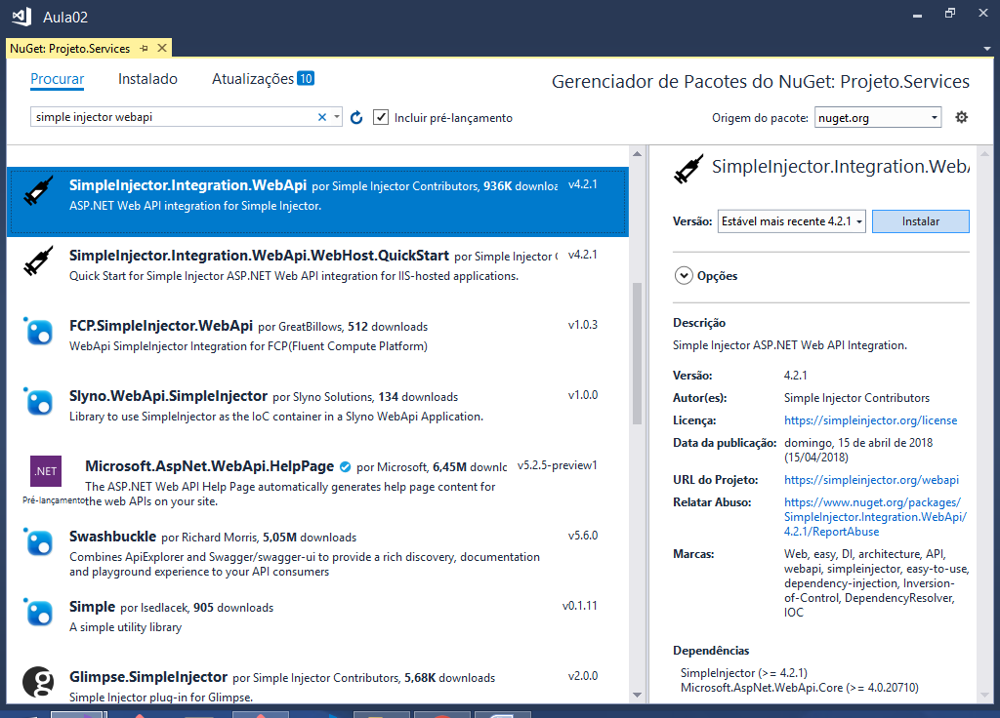 Aula02
NuGet: Projeto.Services
Procurar
Instalado
Atualizações 10
Gerenciador de Pacotes do NuGet: Projeto.Services
simple injector webapi
Incluir pré-lançamento
Origem do pacote: nuget.org
SimpleInjector.Integration.WebApi por Simple Injector Contributors, 936K downloa v4.2.1
ASP.NET Web API integration for Simple Injector.
SimpleInjector.Integration.WebApi.WebHost.QuickStart por Simple Injector C v4.2.1
Quick Start for Simple Injector ASP.NET Web API integration for IIS-hosted applications.
FCP.SimpleInjector.WebApi por GreatBillows, 512 downloads v1.0.3
WebApi SimpleInjector Integration for FCP(Fluent Compute Platform)
Slyno.WebApi.SimpleInjector por Slyno Solutions, 134 downloads v1.0.0
Library to use SimpleInjector as the IoC container in a Slyno WebApi Application.
.NET
Pré-lançamento
Microsoft.AspNet.WebApi.HelpPage por Microsoft, 6,45M downlc v5.2.5-preview1
The ASP.NET Web API Help Page automatically generates help page content for
the web APIs on your site.
Swashbuckle por Richard Morris, 5,05M downloads v5.6.0
Combines ApiExplorer and Swagger/swagger-ui to provide a rich discovery, documentation
and playground experience to your API consumers
Simple por lsedlacek, 905 downloads v0.1.11
A simple utility library
Glimpse.SimpleInjector por Simple Injector Contributors, 5,68K downloads v2.0.0
Simple Injector plug-in for Glimpse.
SimpleInjector.Integration.WebA
Versão: Estável mais recente 4.2.1
Instalar
Opções
Descrição
Simple Injector ASP.NET Web API Integration.
Versão: 4.2.1
Autor(es): Simple Injector Contributors
Licença: https://simpleinjector.org/license
Data da publicação: domingo, 15 de abril de 2018
(15/04/2018)
URL do Projeto: https://simpleinjector.org/webapi
Relatar Abuso: https://www.nuget.org/packages/
SimpleInjector.Integration.WebApi/
4.2.1/ReportAbuse
Marcas: Web, easy, DI, architecture, API,
webapi, simpleinjector, easy-to-use,
dependency-injection, Inversion-
of-Control, DependencyResolver,
IOC
Dependências
SimpleInjector (>= 4.2.1)
Microsoft.AspNet.WebApi.Core (>= 4.0.20710)